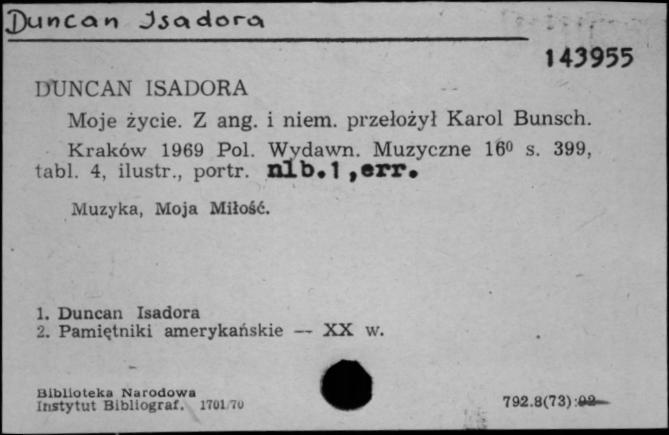 Duncan Isadora
143955
DUNCAN ISADORA
Moje życie. Z ang. i niem. przełożył Karol Bunsch.
Kraków 1969 Pol. Wydawn. Muzyczne 16⁰ s. 399,
tabl. 4, ilustr., portr. nlb.1,err.
Muzyka, Moja Miłość.
1. Duncan Isadora
2. Pamiętniki amerykańskie — XX w.
Biblioteka Narodowa
Instytut Bibliograf. 1701/70
792.8(73):92